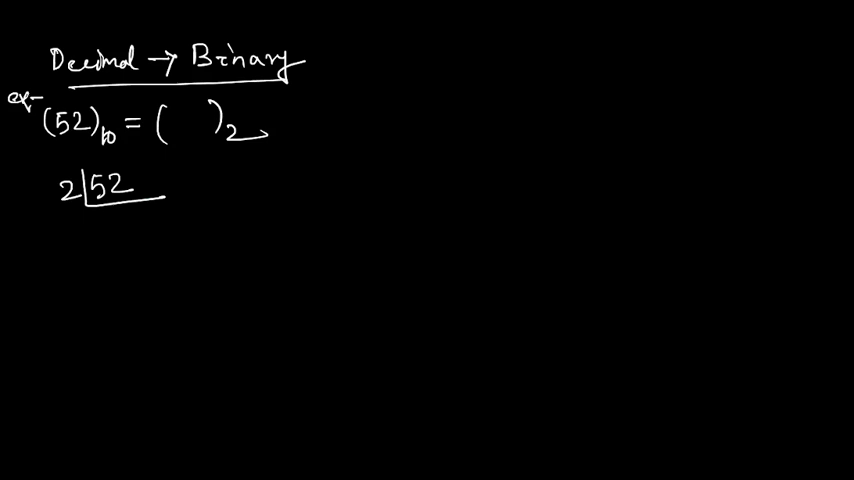 Decimal → Binary
ex- (52)₁₀ = (   )₂
2|52